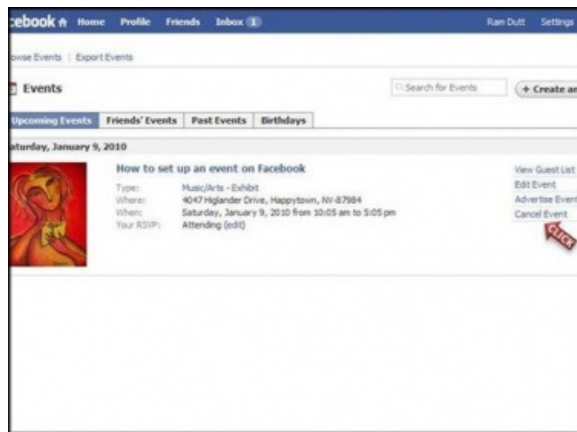 cebook Home Profile Friends Inbox 1 Ram Dutt Settings
owse Events | Export Events
Events Search for Events + Create an
Upcoming Events Friends' Events Past Events Birthdays
aturday, January 9, 2010
How to set up an event on Facebook View Guest List
Type: Music/Arts - Exhibit Edit Event
Where: 4047 Higlander Drive, Happytown, NV-87984 Advertise Event
When: Saturday, January 9, 2010 from 10:05 am to 5:05 pm Cancel Event
Your RSVP: Attending (edit)
CLICK